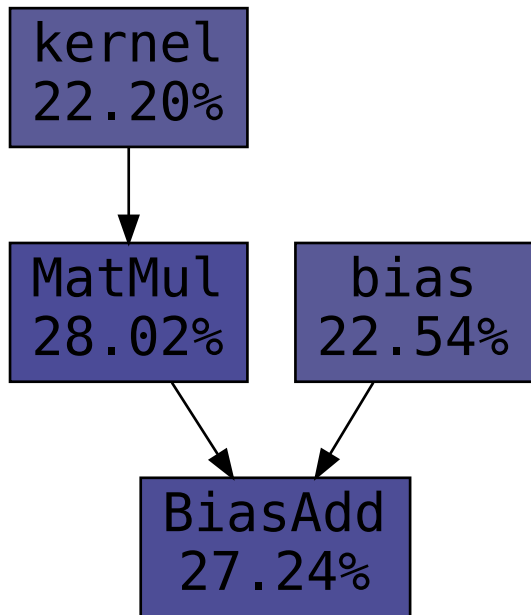 kernel
22.20%
MatMul
28.02%
bias
22.54%
BiasAdd
27.24%